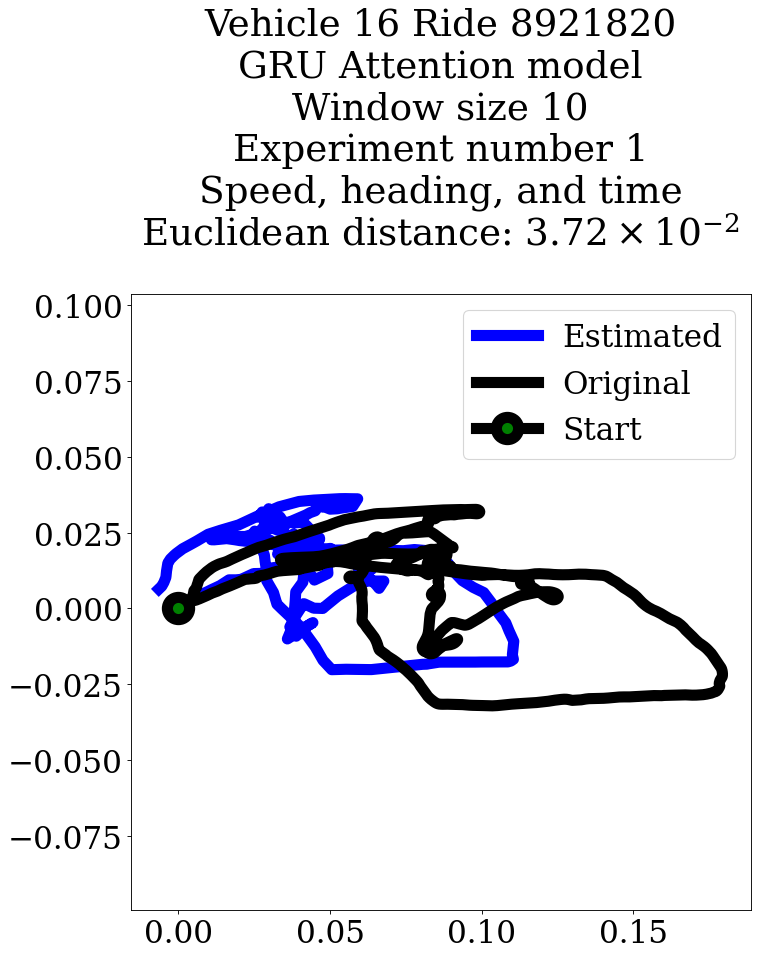 Vehicle 16 Ride 8921820
GRU Attention model
Window size 10
Experiment number 1
Speed, heading, and time
Euclidean distance: 3.72 × 10⁻²
0.100
Estimated
0.075
Original
0.050
Start
0.025
0.000
−0.025
−0.050
−0.075
0.00 0.05 0.10 0.15